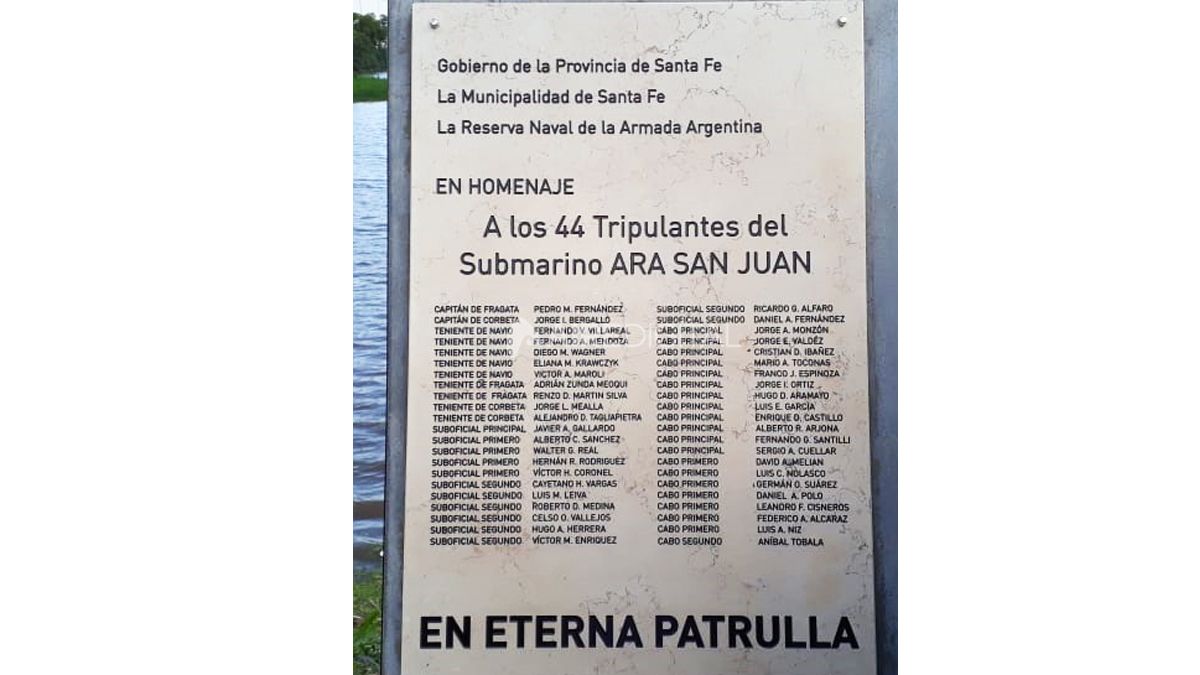 Gobierno de la Provincia de Santa Fe
La Municipalidad de Santa Fe
La Reserva Naval de la Armada Argentina
EN HOMENAJE
A los 44 Tripulantes del
Submarino ARA SAN JUAN
CAPITÁN DE FRAGATA PEDRO M. FERNÁNDEZ
CAPITÁN DE CORBETA JORGE I. BERGALLO
TENIENTE DE NAVIO FERNANDO V. VILLAREAL
TENIENTE DE NAVIO FERNANDO A. MENDOZA
TENIENTE DE NAVIO DIEGO M. WAGNER
TENIENTE DE NAVIO ELIANA M. KRAWCZYK
TENIENTE DE NAVIO VICTOR A. MAROLI
TENIENTE DE FRAGATA ADRIÁN ZUNDA MEOQUI
TENIENTE DE FRAGATA RENZO D. MARTIN SILVA
TENIENTE DE CORBETA JORGE L. MEALLA
TENIENTE DE CORBETA ALEJANDRO D. TAGLIAPIETRA
SUBOFICIAL PRINCIPAL JAVIER A. GALLARDO
SUBOFICIAL PRIMERO ALBERTO C. SANCHEZ
SUBOFICIAL PRIMERO WALTER G. REAL
SUBOFICIAL PRIMERO HERNÁN R. RODRIGUEZ
SUBOFICIAL PRIMERO VÍCTOR H. CORONEL
SUBOFICIAL SEGUNDO CAYETANO H. VARGAS
SUBOFICIAL SEGUNDO LUIS M. LEIVA
SUBOFICIAL SEGUNDO ROBERTO D. MEDINA
SUBOFICIAL SEGUNDO CELSO O. VALLEJOS
SUBOFICIAL SEGUNDO HUGO A. HERRERA
SUBOFICIAL SEGUNDO VÍCTOR M. ENRIQUEZ
SUBOFICIAL SEGUNDO RICARDO G. ALFARO
SUBOFICIAL SEGUNDO DANIEL A. FERNÁNDEZ
CABO PRINCIPAL JORGE A. MONZÓN
CABO PRINCIPAL JORGE E. VALDÉZ
CABO PRINCIPAL CRISTIAN D. IBAÑEZ
CABO PRINCIPAL MARIO A. TOCONAS
CABO PRINCIPAL FRANCO J. ESPINOZA
CABO PRINCIPAL JORGE I. ORTIZ
CABO PRINCIPAL HUGO D. ARAMAYO
CABO PRINCIPAL LUIS E. GARCÍA
CABO PRINCIPAL ENRIQUE D. CASTILLO
CABO PRINCIPAL ALBERTO R. ARJONA
CABO PRINCIPAL FERNANDO G. SANTILLI
CABO PRINCIPAL SERGIO A. CUELLAR
CABO PRIMERO DAVID A. MELIAN
CABO PRIMERO LUIS C. NOLASCO
CABO PRIMERO GERMÁN O. SUÁREZ
CABO PRIMERO DANIEL A. POLO
CABO PRIMERO LEANDRO F. CISNEROS
CABO PRIMERO FEDERICO A. ALCARAZ
CABO PRIMERO LUIS A. NIZ
CABO SEGUNDO ANÍBAL TOBALA
EN ETERNA PATRULLA